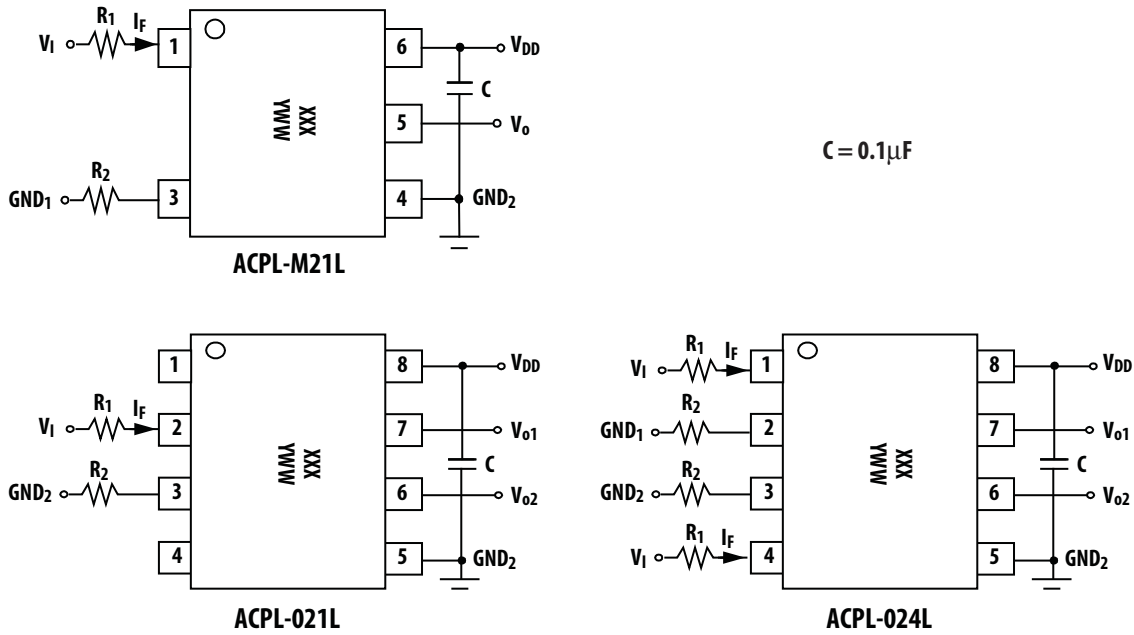 R1
IF
VI
1
6
VDD
C
XXX
YWW
5
Vo
C = 0.1μF
R2
GND1
3
4
GND2
ACPL-M21L
1
8
VDD
R1
IF
VI
2
7
Vo1
XXX
YWW
C
R2
GND2
3
6
Vo2
4
5
GND2
ACPL-021L
R1
IF
VI
1
8
VDD
R2
GND1
2
7
Vo1
XXX
YWW
C
R2
GND2
3
6
Vo2
R1
IF
VI
4
5
GND2
ACPL-024L